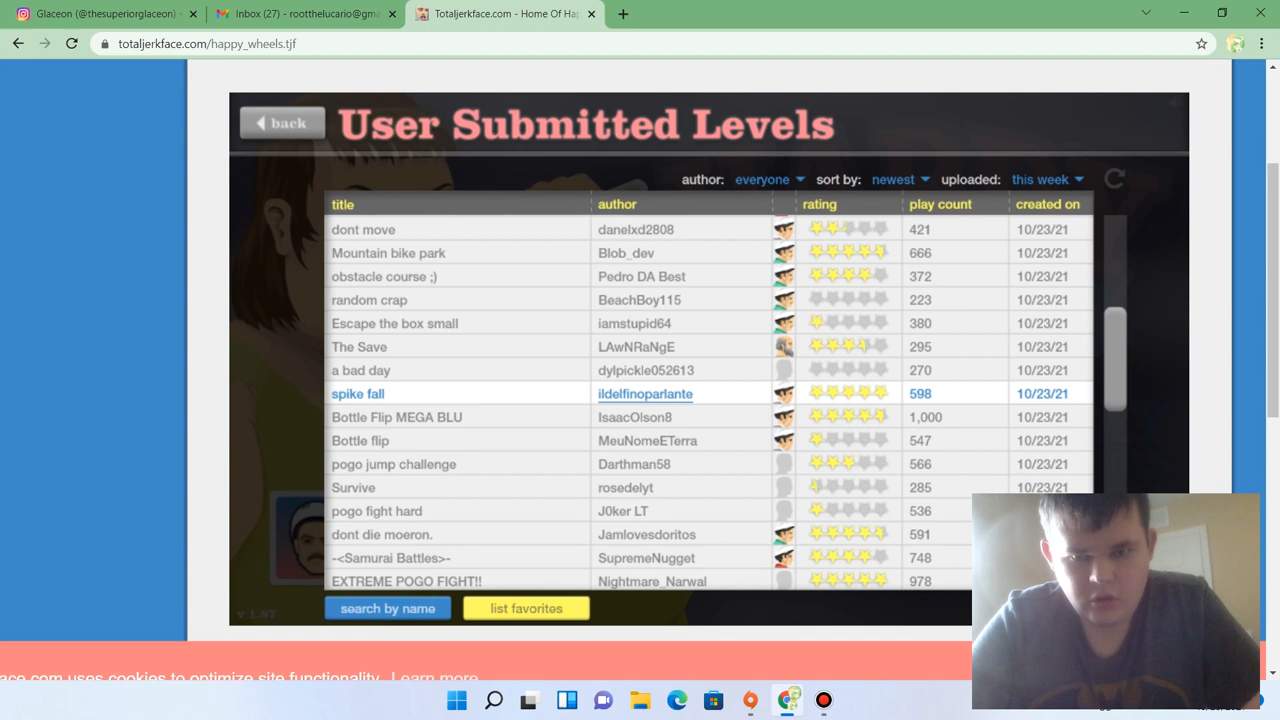 Glaceon (@thesuperiorglaceon) •
Inbox (27) - rootthelucario@gma
Totaljerkface.com - Home Of Hap
totaljerkface.com/happy_wheels.tjf
back
User Submitted Levels
author: everyone sort by: newest uploaded: this week
title author rating play count created on
dont move danelxd2808 421 10/23/21
Mountain bike park Blob_dev 666 10/23/21
obstacle course ;) Pedro DA Best 372 10/23/21
random crap BeachBoy115 223 10/23/21
Escape the box small iamstupid64 380 10/23/21
The Save LAwNRaNgE 295 10/23/21
a bad day dylpickle052613 270 10/23/21
spike fall ildelfinoparlante 598 10/23/21
Bottle Flip MEGA BLU IsaacOlson8 1,000 10/23/21
Bottle flip MeuNomeETerra 547 10/23/21
pogo jump challenge Darthman58 566 10/23/21
Survive rosedelyt 285 10/23/21
pogo fight hard J0ker LT 536
dont die moeron. Jamlovesdoritos 591
-<Samurai Battles>- SupremeNugget 748
EXTREME POGO FIGHT!! Nightmare_Narwal 978
search by name list favorites
v 1.87
ace.com uses cookies to optimize site functionality. Learn more